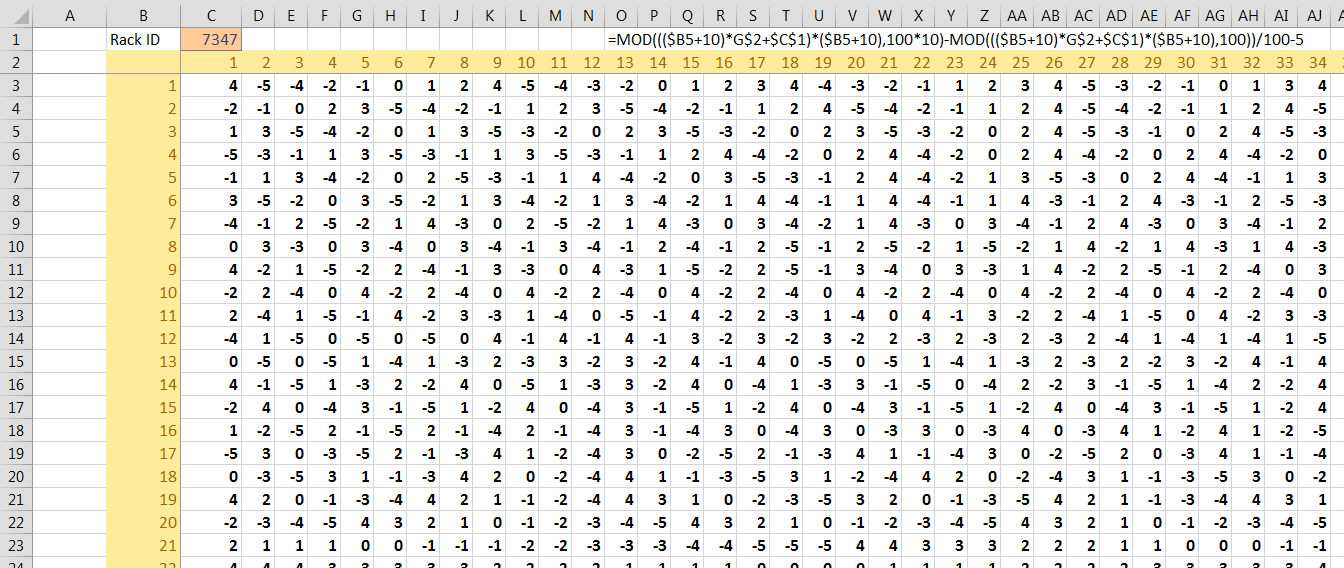 A B C D E F G H I J K L M N O P Q R S T U V W X Y Z AA AB AC AD AE AF AG AH AI AJ
1 Rack ID 7347 =MOD((($B5+10)*G$2+$C$1)*($B5+10),100*10)-MOD((($B5+10)*G$2+$C$1)*($B5+10),100))/100-5
2 1 2 3 4 5 6 7 8 9 10 11 12 13 14 15 16 17 18 19 20 21 22 23 24 25 26 27 28 29 30 31 32 33 34
3 1 4 -5 -4 -2 -1 0 1 2 4 -5 -4 -3 -2 0 1 2 3 4 -4 -3 -2 -1 1 2 3 4 -5 -3 -2 -1 0 1 3 4
4 2 -2 -1 0 2 3 -5 -4 -2 -1 1 2 3 -5 -4 -2 -1 1 2 4 -5 -4 -2 -1 1 2 4 -5 -4 -2 -1 1 2 4 -5
5 3 1 3 -5 -4 -2 0 1 3 -5 -3 -2 0 2 3 -5 -3 -2 0 2 3 -5 -3 -2 0 2 4 -5 -3 -1 0 2 4 -5 -3
6 4 -5 -3 -1 1 3 -5 -3 -1 1 3 -5 -3 -1 1 2 4 -4 -2 0 2 4 -4 -2 0 2 4 -4 -2 0 2 4 -4 -2 0
7 5 -1 1 3 -4 -2 0 2 -5 -3 -1 1 4 -4 -2 0 3 -5 -3 -1 2 4 -4 -2 1 3 -5 -3 0 2 4 -4 -1 1 3
8 6 3 -5 -2 0 3 -5 -2 1 3 -4 -2 1 3 -4 -2 1 4 -4 -1 1 4 -4 -1 1 4 -3 -1 2 4 -3 -1 2 -5 -3
9 7 -4 -1 2 -5 -2 1 4 -3 0 2 -5 -2 1 4 -3 0 3 -4 -2 1 4 -3 0 3 -4 -1 2 4 -3 0 3 -4 -1 2
10 8 0 3 -3 0 3 -4 0 3 -4 -1 3 -4 -1 2 -4 -1 2 -5 -1 2 -5 -2 1 -5 -2 1 4 -2 1 4 -3 1 4 -3
11 9 4 -2 1 -5 -2 2 -4 -1 3 -3 0 4 -3 1 -5 -2 2 -5 -1 3 -4 0 3 -3 1 4 -2 2 -5 -1 2 -4 0 3
12 10 -2 2 -4 0 4 -2 2 -4 0 4 -2 2 -4 0 4 -2 2 -4 0 4 -2 2 -4 0 4 -2 2 -4 0 4 -2 2 -4 0
13 11 2 -4 1 -5 -1 4 -2 3 -3 1 -4 0 -5 -1 4 -2 2 -3 1 -4 0 4 -1 3 -2 2 -4 1 -5 0 4 -2 3 -3
14 12 -4 1 -5 0 -5 0 -5 0 4 -1 4 -1 4 -1 3 -2 3 -2 3 -2 2 -3 2 -3 2 -3 2 -4 1 -4 1 -4 1 -5
15 13 0 -5 0 -5 1 -4 1 -3 2 -3 3 -2 3 -2 4 -1 4 0 -5 0 -5 1 -4 1 -3 2 -3 2 -2 3 -2 4 -1 4
16 14 4 -1 -5 1 -3 2 -2 4 0 -5 1 -3 3 -2 4 0 -4 1 -3 3 -1 -5 0 -4 2 -2 3 -1 -5 1 -4 2 -2 4
17 15 -2 4 0 -4 3 -1 -5 1 -2 4 0 -4 3 -1 -5 1 -2 4 0 -4 3 -1 -5 1 -2 4 0 -4 3 -1 -5 1 -2 4
18 16 1 -2 -5 2 -1 -5 2 -1 -4 2 -1 -4 3 -1 -4 3 0 -4 3 0 -3 3 0 -3 4 0 -3 4 1 -2 4 1 -2 -5
19 17 -5 3 0 -3 -5 2 -1 -3 4 1 -2 -4 3 0 -2 -5 2 -1 -3 4 1 -1 -4 3 0 -2 -5 2 0 -3 4 1 -1 -4
20 18 0 -3 -5 3 1 -1 -3 4 2 0 -2 -4 4 1 -1 -3 -5 3 1 -2 -4 4 2 0 -2 -4 3 1 -1 -3 -5 3 0 -2
21 19 4 2 0 -1 -3 -4 4 2 1 -1 -2 -4 4 3 1 0 -2 -3 -5 3 2 0 -1 -3 -5 4 2 1 -1 -3 -4 4 3 1
22 20 -2 -3 -4 -5 4 3 2 1 0 -1 -2 -3 -4 -5 4 3 2 1 0 -1 -2 -3 -4 -5 4 3 2 1 0 -1 -2 -3 -4 -5
23 21 2 1 1 1 0 0 -1 -1 -1 -2 -2 -3 -3 -3 -4 -4 -5 -5 -5 4 4 3 3 3 2 2 2 1 1 0 0 0 -1 -1